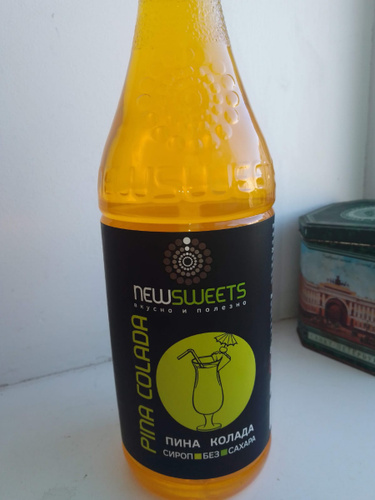 NEWSWEETS
вкусно и полезно
PINA COLADA
ПИНА КОЛАДА
СИРОП БЕЗ САХАРА